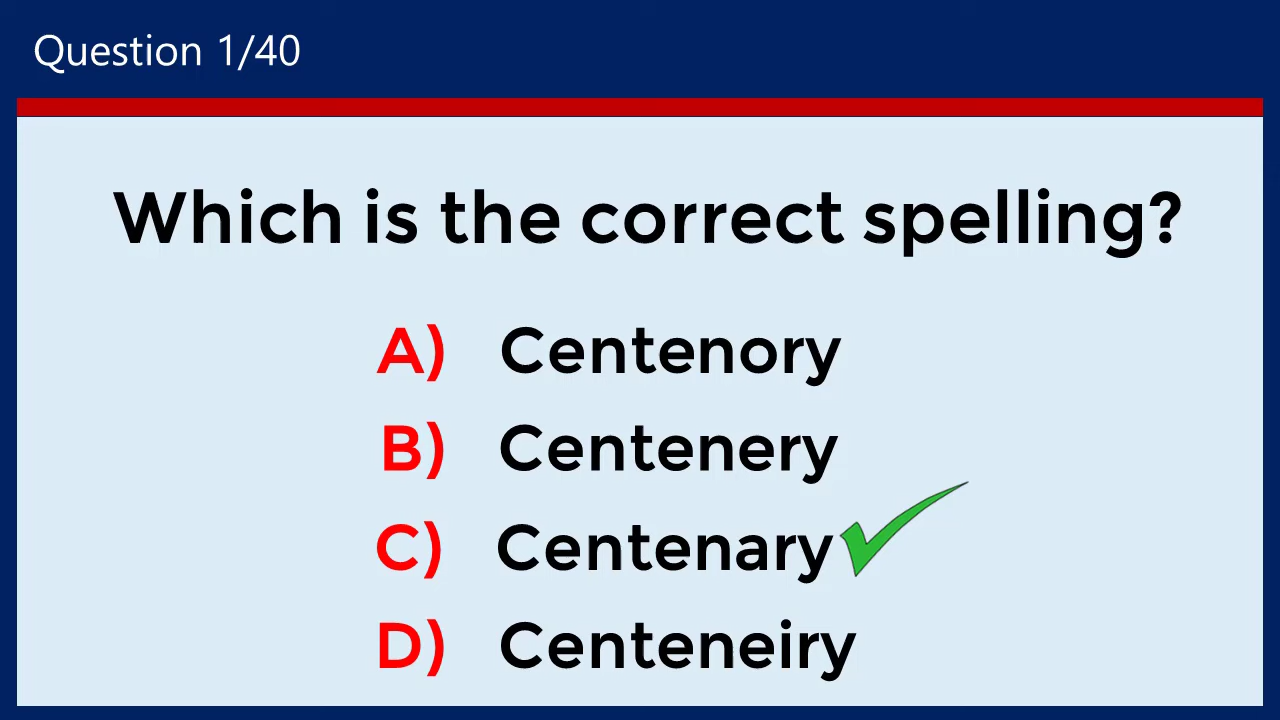 Question 1/40
Which is the correct spelling?
A) Centenory
B) Centenery
C) Centenary
D) Centeneiry